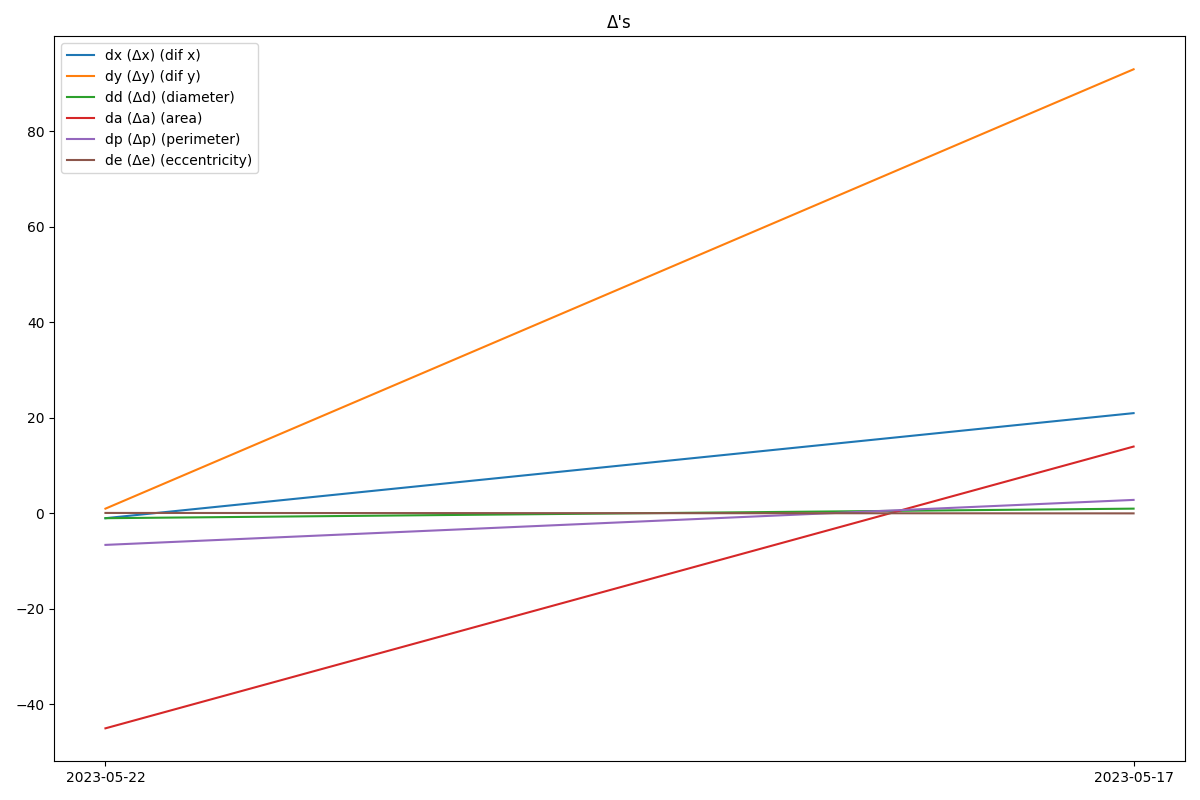 Δ's
dx (Δx) (dif x)
dy (Δy) (dif y)
dd (Δd) (diameter)
da (Δa) (area)
dp (Δp) (perimeter)
de (Δe) (eccentricity)
80
60
40
20
0
−20
−40
2023-05-22
2023-05-17